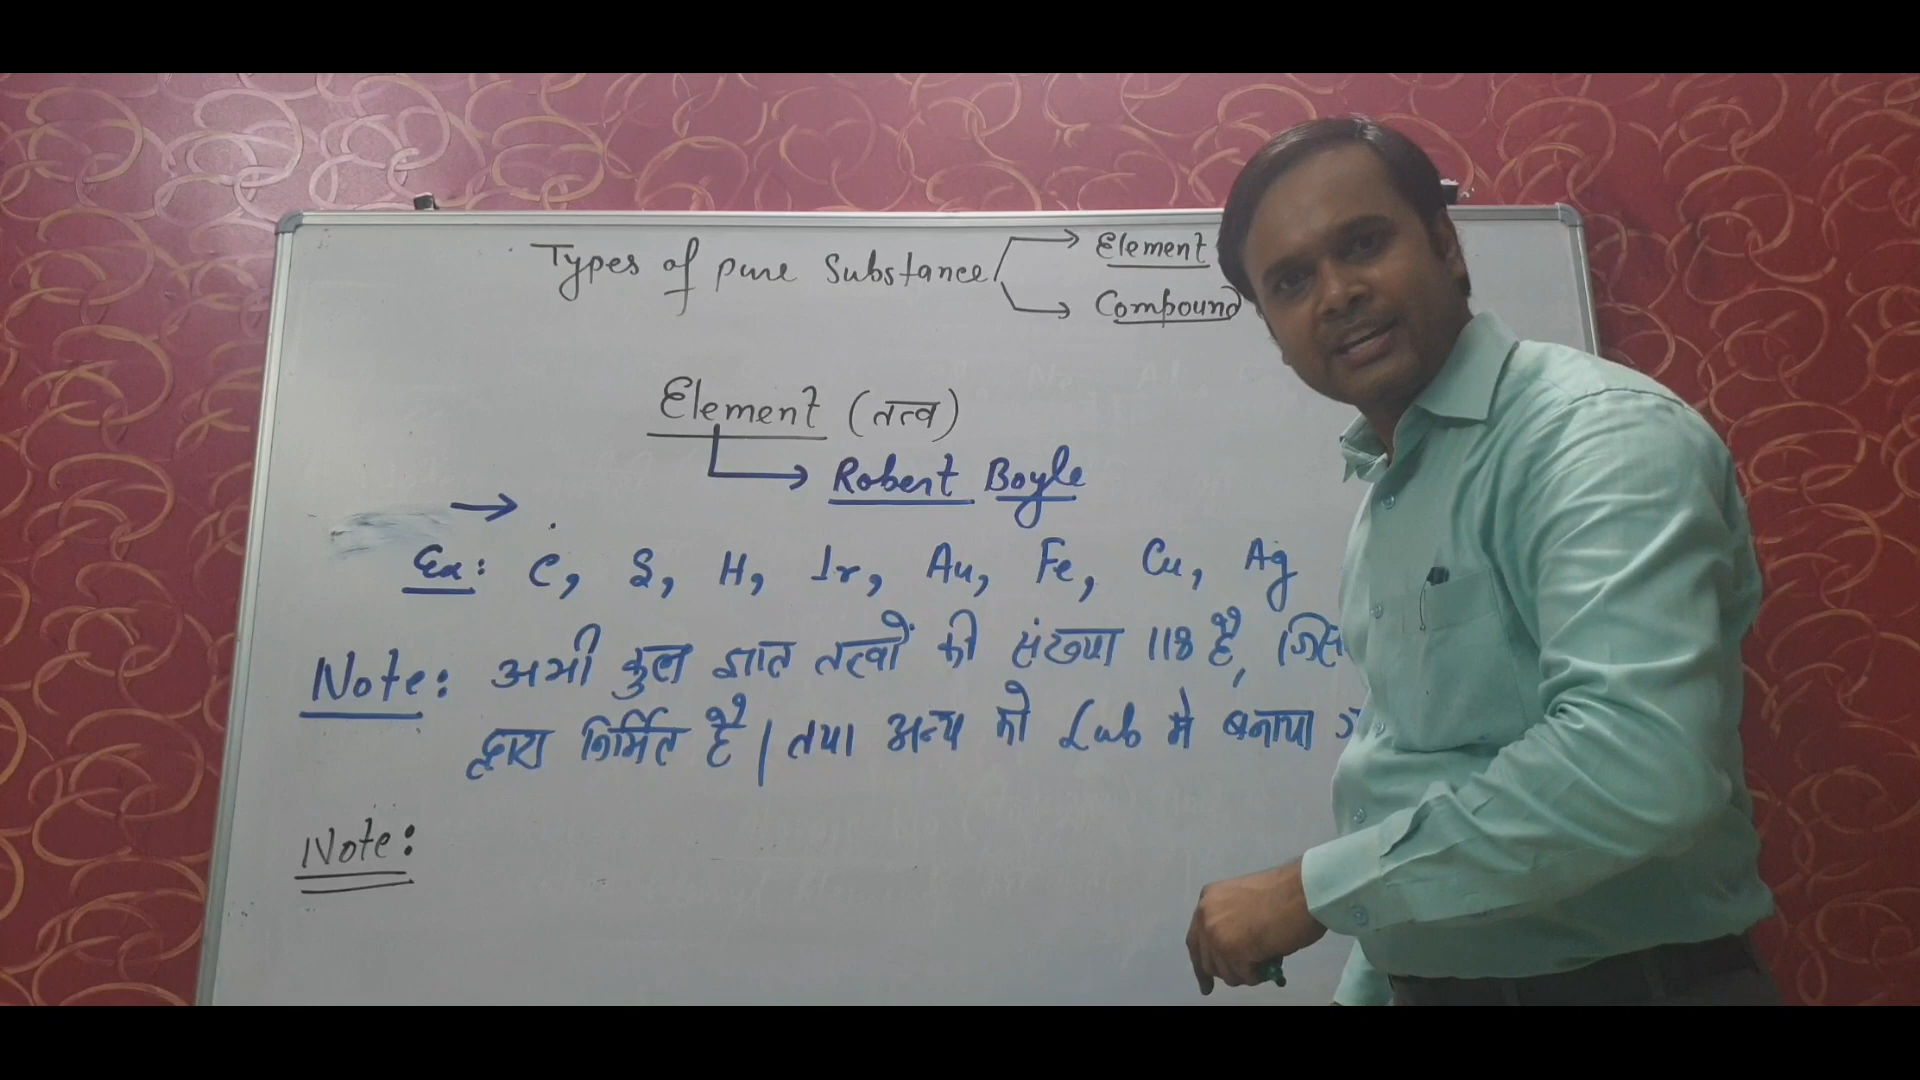 Types of pure Substance
Element
Compound
Element (तत्व)
Robert Boyle
Ex: C, S, H, Ir, Au, Fe, Cu, Ag
Note: अभी कुल ज्ञात तत्वों की संख्या 118 है,
द्वारा निर्मित है | तथा अन्य को Lab मे बनाया
Note: